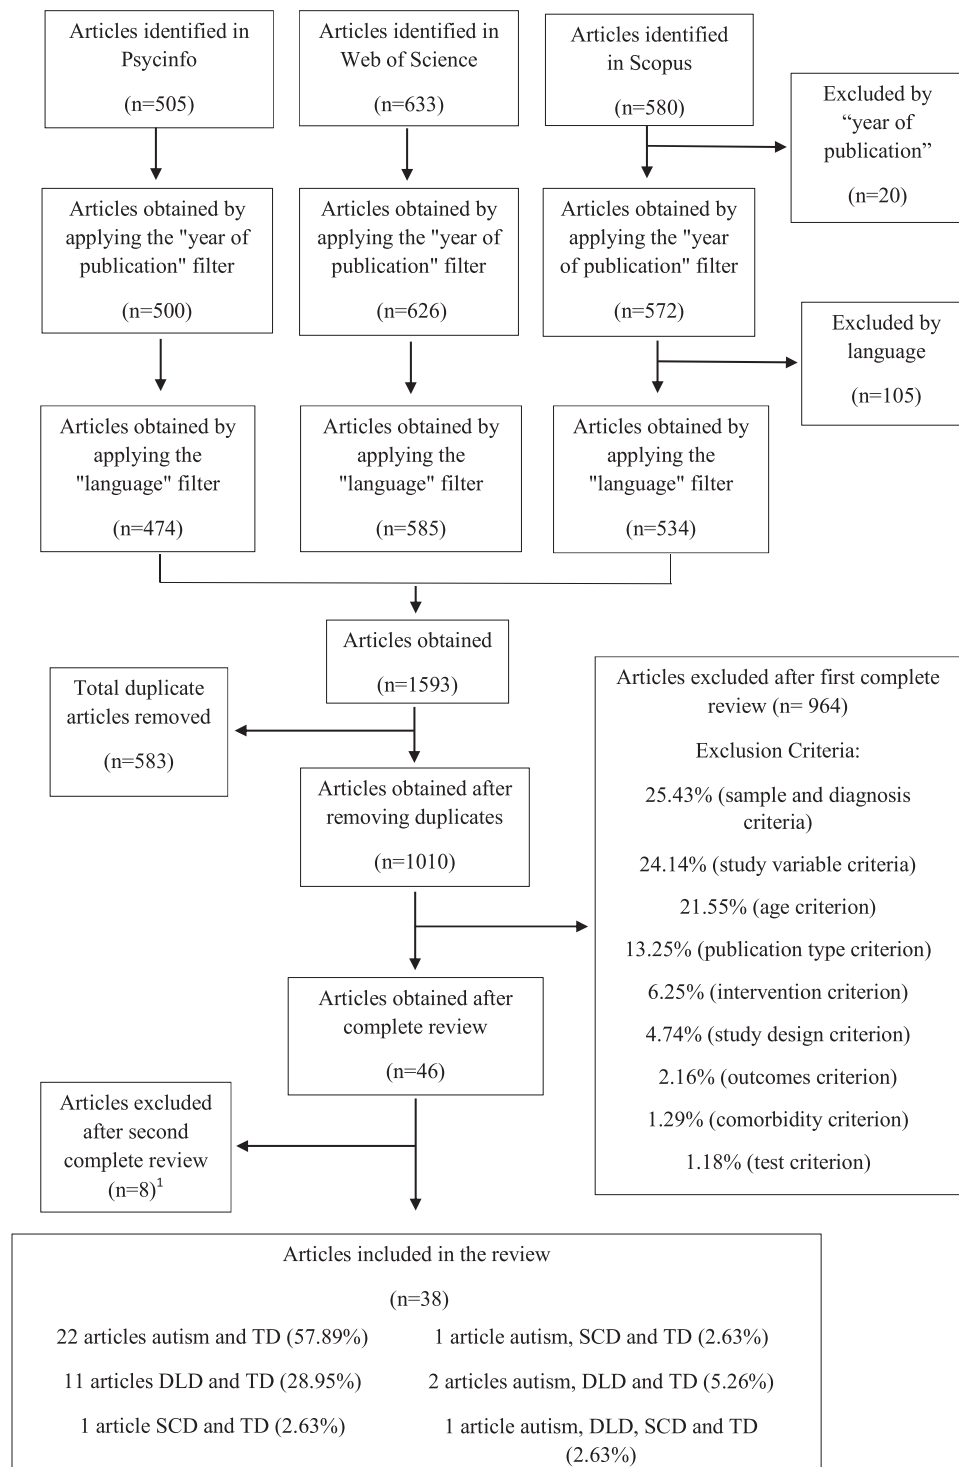 Articles identified in
Psycinfo
(n=505)
Articles identified in
Web of Science
(n=633)
Articles identified
in Scopus
(n=580)
Excluded by
“year of
publication”
(n=20)
Articles obtained by
applying the "year of
publication" filter
(n=500)
Articles obtained by
applying the "year of
publication" filter
(n=626)
Articles obtained by
applying the "year
of publication" filter
(n=572)
Excluded by
language
(n=105)
Articles obtained by
applying the
"language" filter
(n=474)
Articles obtained by
applying the
"language" filter
(n=585)
Articles obtained by
applying the
"language" filter
(n=534)
Articles obtained
(n=1593)
Total duplicate
articles removed
(n=583)
Articles obtained after
removing duplicates
(n=1010)
Articles excluded after first complete
review (n= 964)
Exclusion Criteria:
25.43% (sample and diagnosis
criteria)
24.14% (study variable criteria)
21.55% (age criterion)
13.25% (publication type criterion)
6.25% (intervention criterion)
4.74% (study design criterion)
2.16% (outcomes criterion)
1.29% (comorbidity criterion)
1.18% (test criterion)
Articles obtained after
complete review
(n=46)
Articles excluded
after second
complete review
(n=8)¹
Articles included in the review
(n=38)
22 articles autism and TD (57.89%)
11 articles DLD and TD (28.95%)
1 article SCD and TD (2.63%)
1 article autism, SCD and TD (2.63%)
2 articles autism, DLD and TD (5.26%)
1 article autism, DLD, SCD and TD
(2.63%)